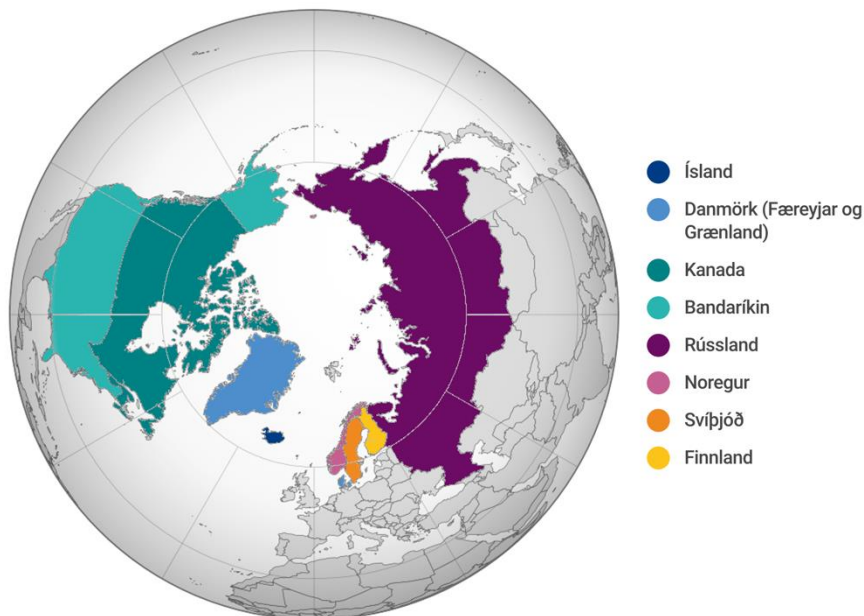 Ísland
Danmörk (Færeyjar og
Grænland)
Kanada
Bandaríkin
Rússland
Noregur
Svíþjóð
Finnland